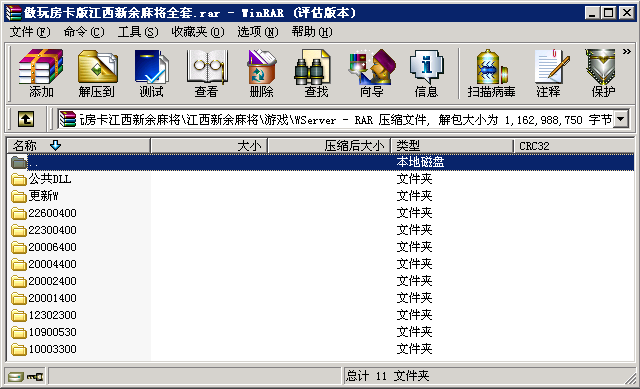 傲玩房卡版江西新余麻将全套.rar - WinRAR (评估版本)
文件(F) 命令(C) 工具(S) 收藏夹(O) 选项(N) 帮助(H)
添加 解压到 测试 查看 删除 查找 向导 信息 扫描病毒 注释 保护
房卡江西新余麻将\江西新余麻将\游戏\WServer - RAR 压缩文件, 解包大小为 1,162,988,750 字节
名称 大小 压缩后大小 类型 CRC32
.. 本地磁盘
公共DLL 文件夹
更新W 文件夹
22600400 文件夹
22300400 文件夹
20006400 文件夹
20004400 文件夹
20002400 文件夹
20001400 文件夹
12302300 文件夹
10900530 文件夹
10003300 文件夹
总计 11 文件夹